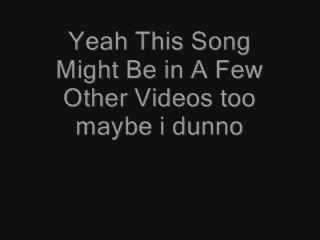 Yeah This Song
Might Be in A Few
Other Videos too
maybe i dunno